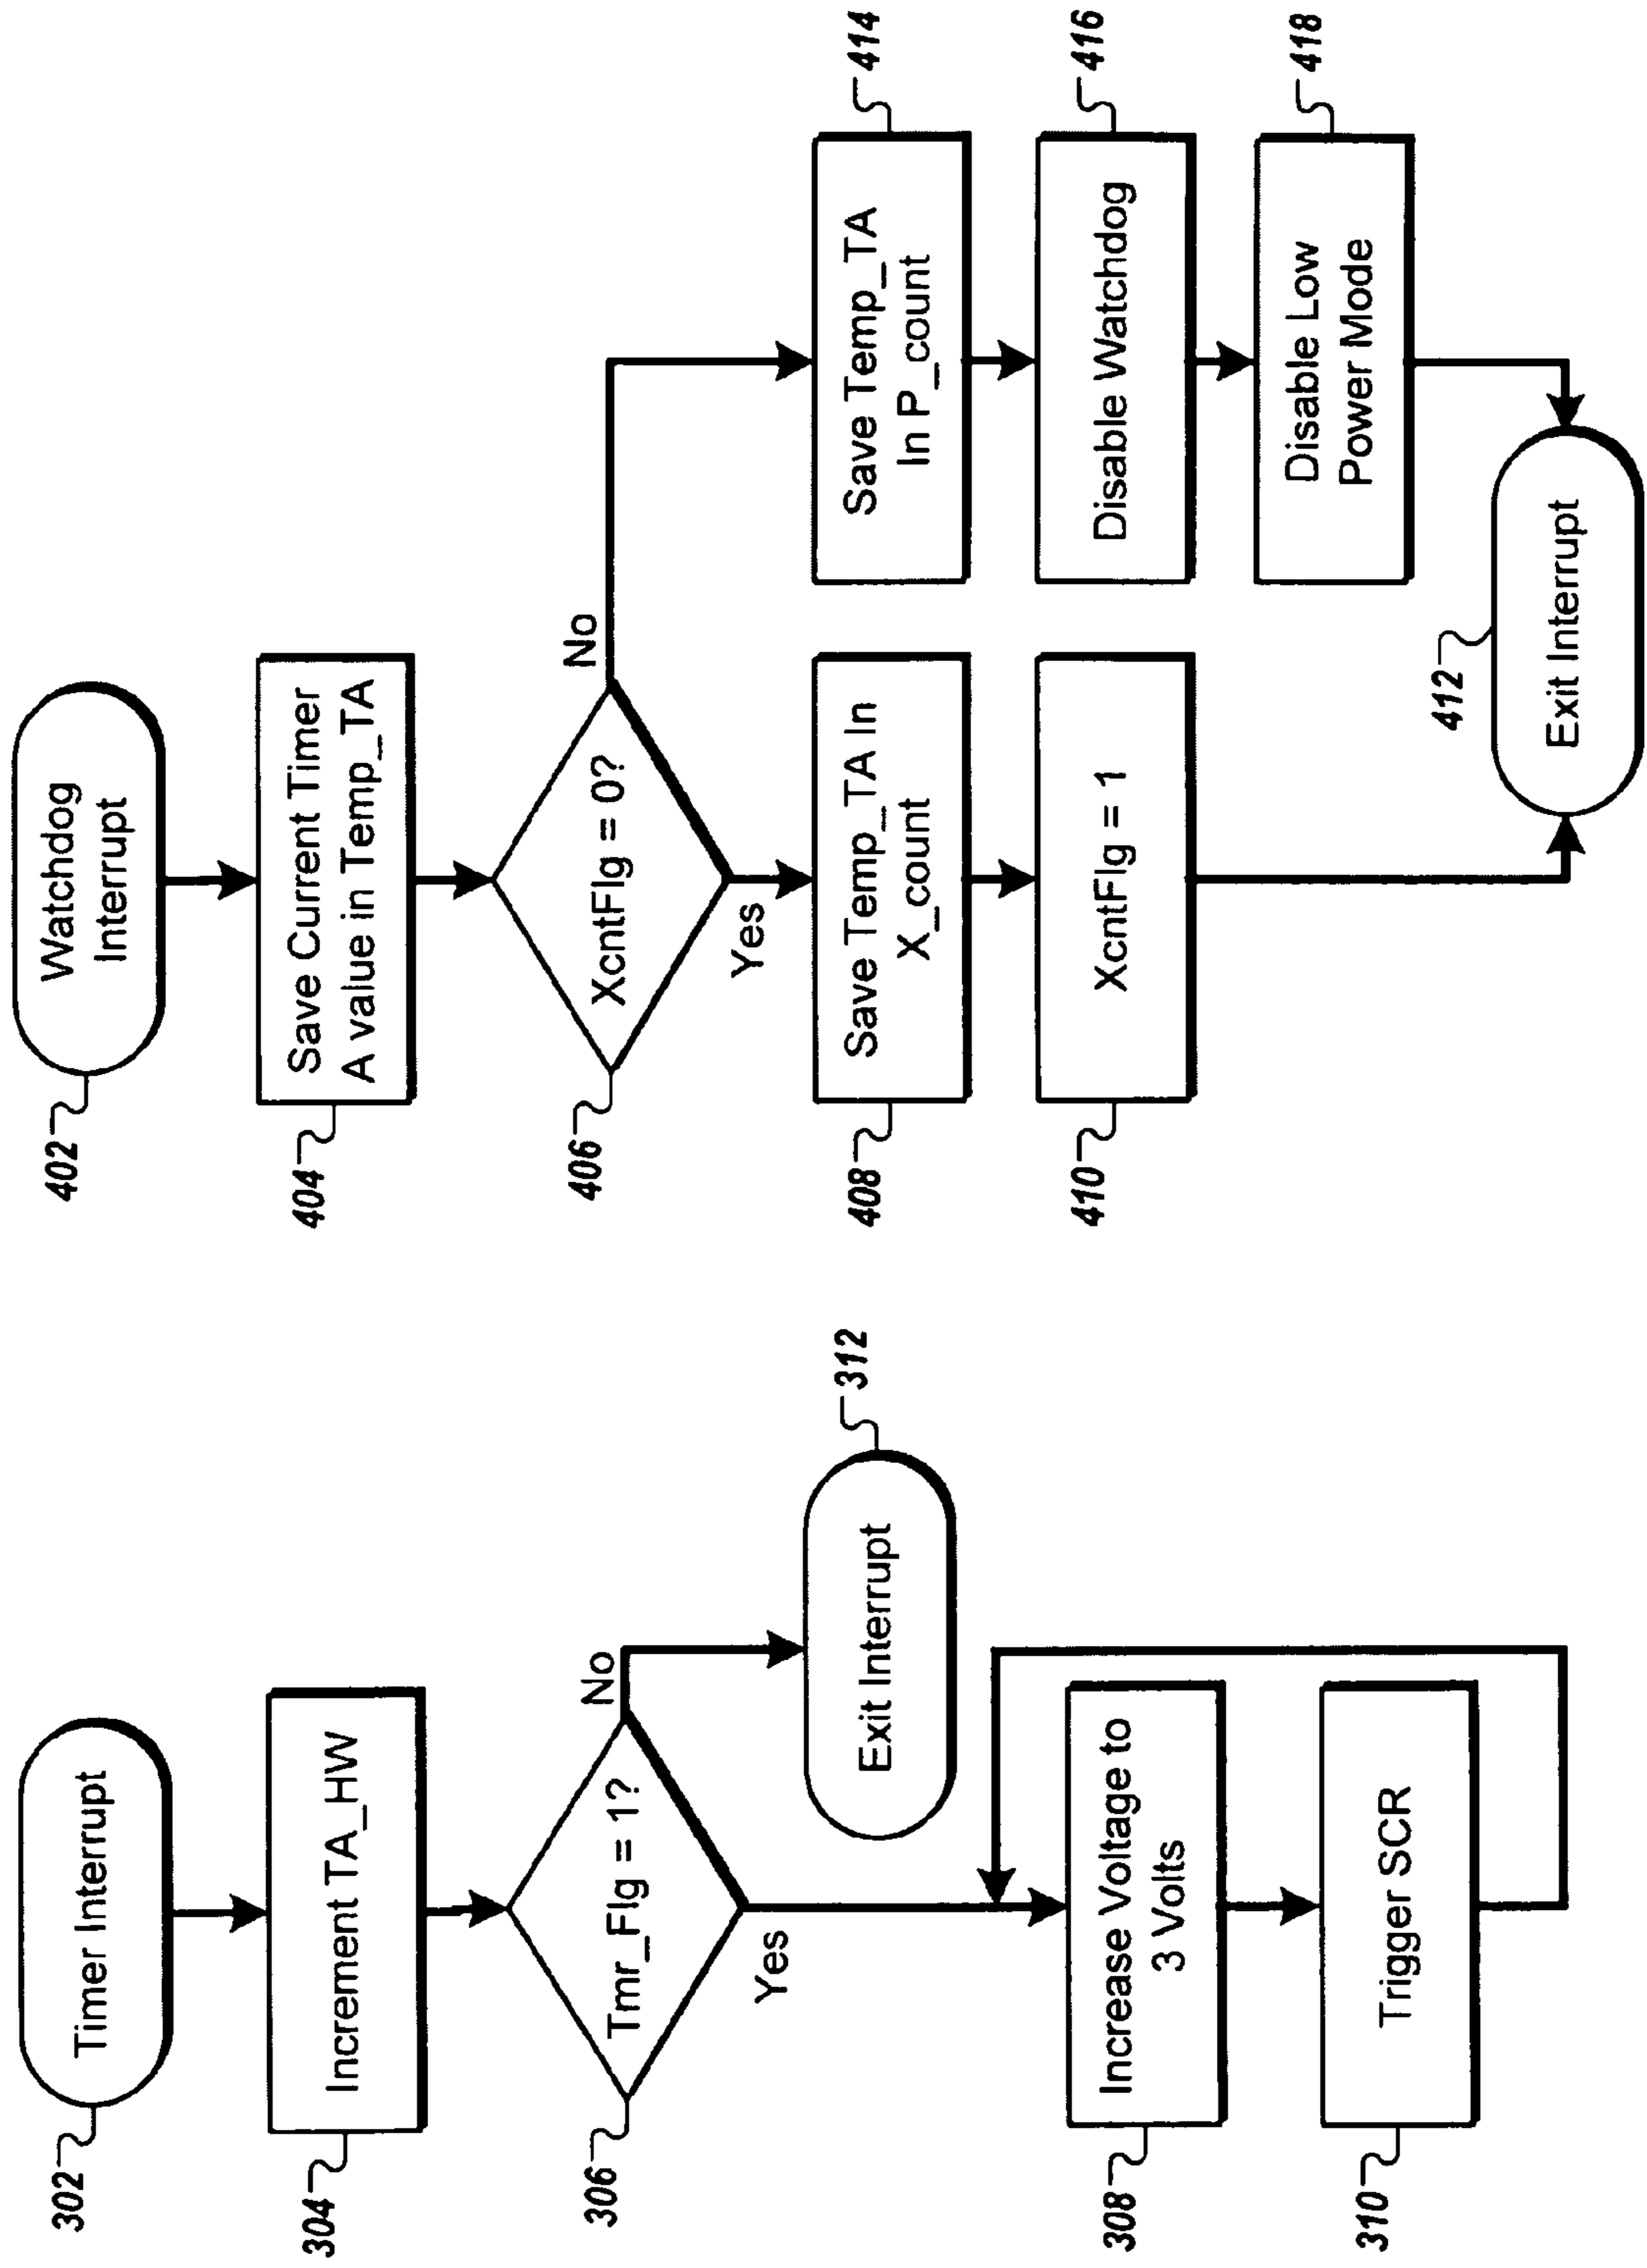 302
Timer Interrupt
304
Increment TA_HW
306
Tmr_Flg = 1?
No
Yes
Exit Interrupt
312
308
Increase Voltage to
3 Volts
310
Trigger SCR
402
Watchdog
Interrupt
404
Save Current Timer
A value in Temp_TA
406
XcntFlg = 0?
No
Yes
408
Save Temp_TA In
X_count
410
XcntFlg = 1
Save Temp_TA
In P_count
414
Disable Watchdog
416
Disable Low
Power Mode
418
412
Exit Interrupt